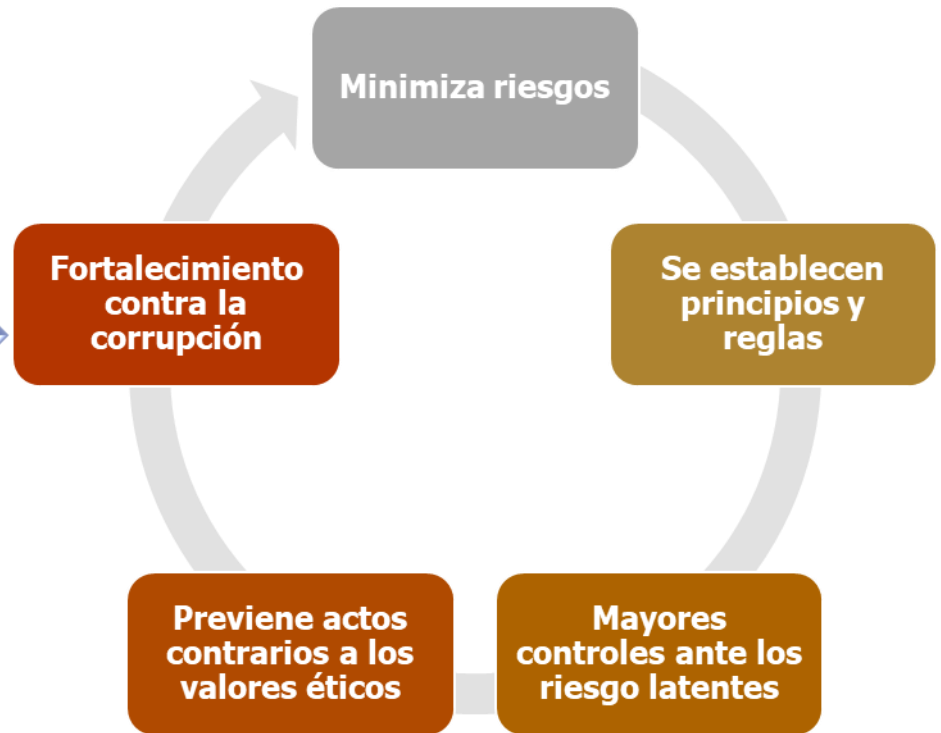 Minimiza riesgos
Se establecen
principios y
reglas
Mayores
controles ante los
riesgo latentes
Previene actos
contrarios a los
valores éticos
Fortalecimiento
contra la
corrupción